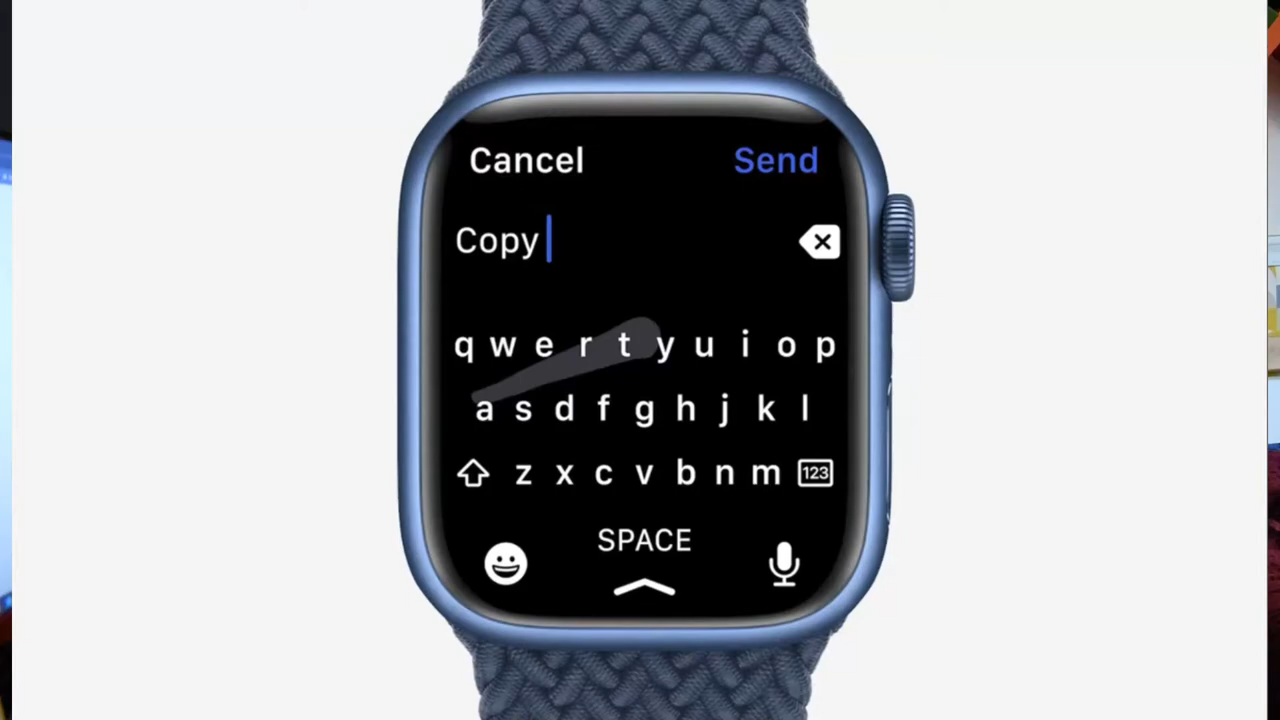 Cancel Send
Copy
q w e r t y u i o p
a s d f g h j k l
z x c v b n m 123
SPACE